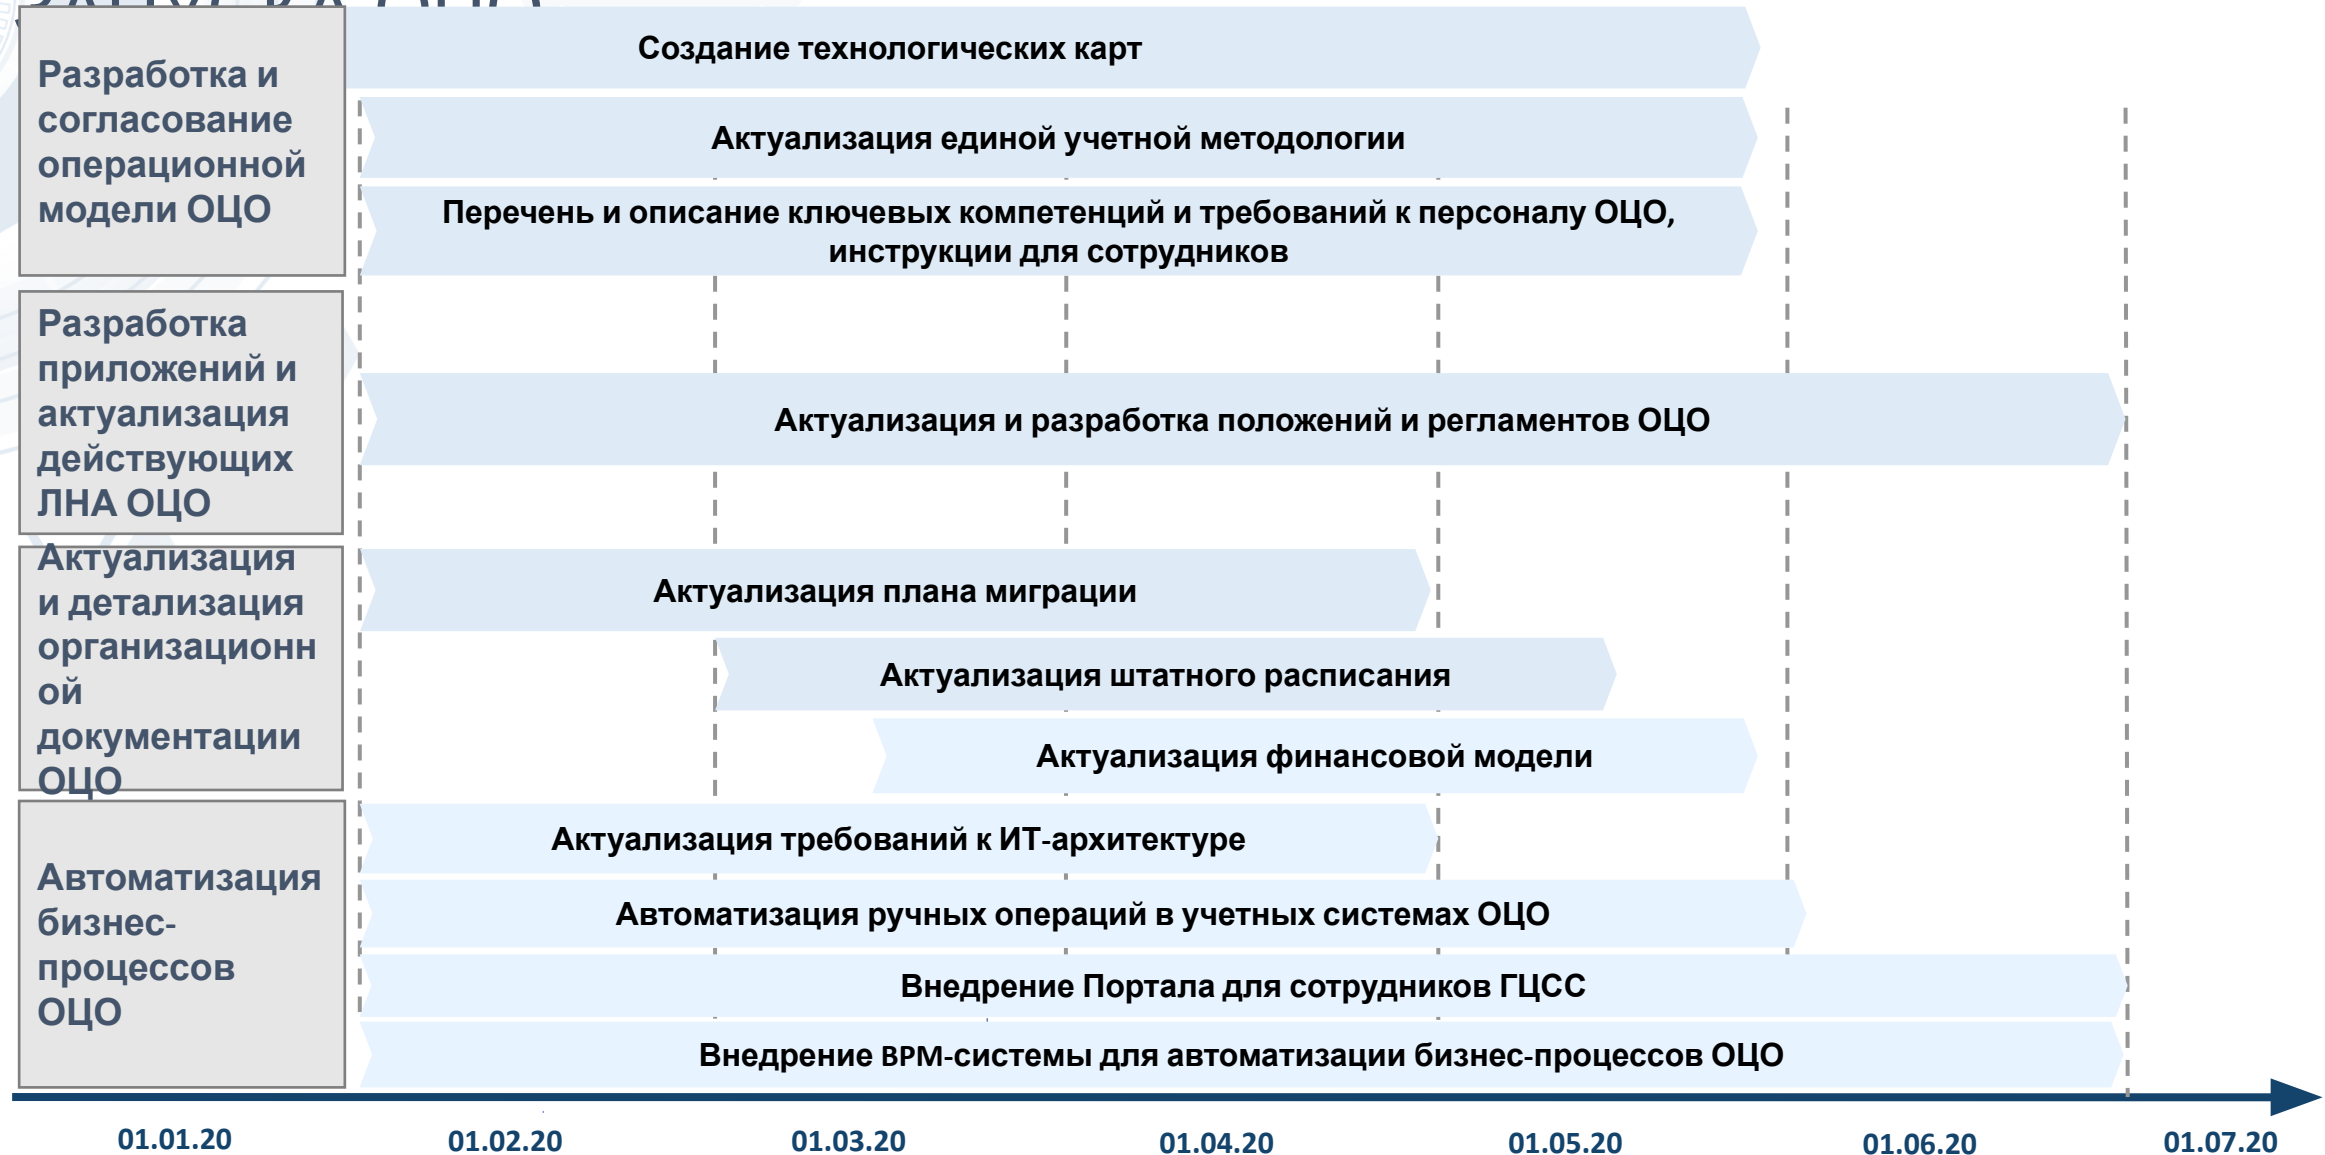 ЗАПУСКА ОЦО
Разработка и
согласование
операционной
модели ОЦО
Создание технологических карт
Актуализация единой учетной методологии
Перечень и описание ключевых компетенций и требований к персоналу ОЦО,
инструкции для сотрудников
Разработка
приложений и
актуализация
действующих
ЛНА ОЦО
Актуализация и разработка положений и регламентов ОЦО
Актуализация
и детализация
организационн
ой
документации
ОЦО
Актуализация плана миграции
Актуализация штатного расписания
Актуализация финансовой модели
Автоматизация
бизнес-
процессов
ОЦО
Актуализация требований к ИТ-архитектуре
Автоматизация ручных операций в учетных системах ОЦО
Внедрение Портала для сотрудников ГЦСС
Внедрение BPM-системы для автоматизации бизнес-процессов ОЦО
01.01.20
01.02.20
01.03.20
01.04.20
01.05.20
01.06.20
01.07.20